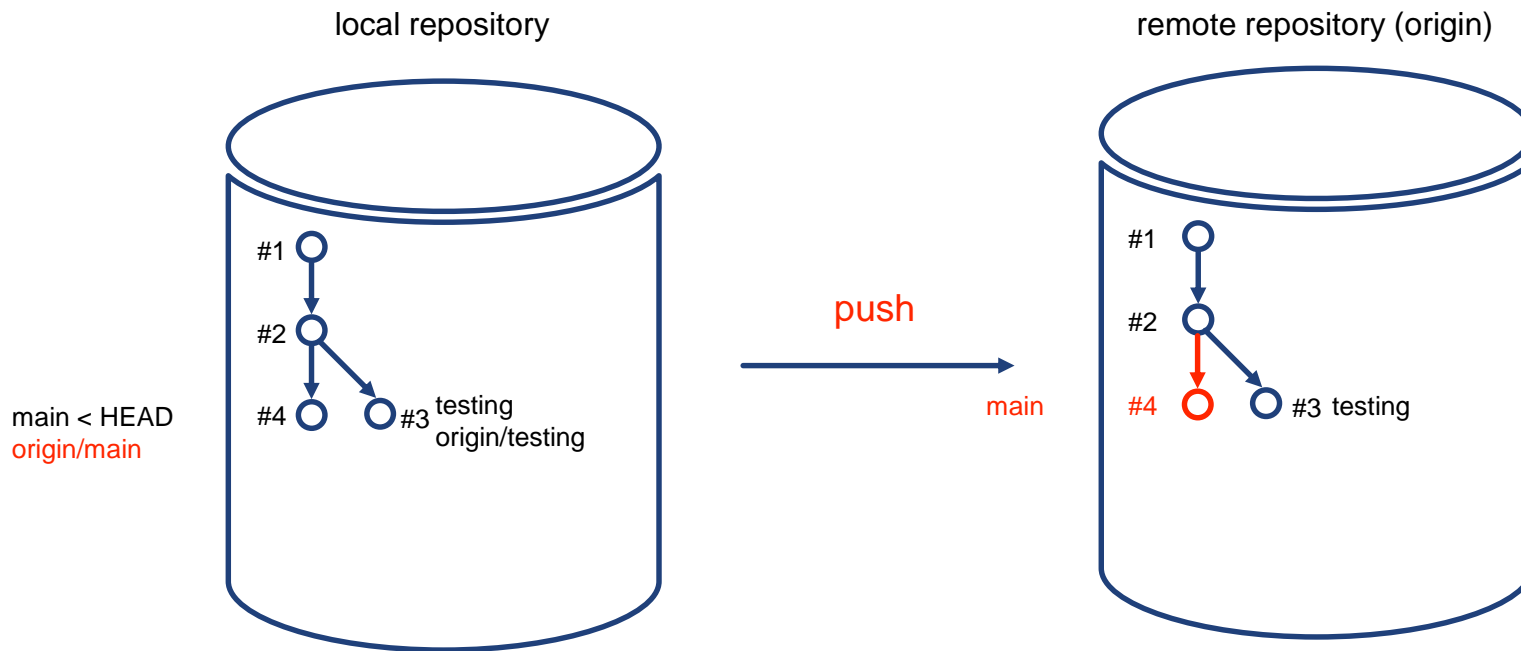 local repository
remote repository (origin)
#1
#2
#4
#3
testing
origin/testing
main < HEAD
origin/main
push
#1
#2
main
#4
#3 testing